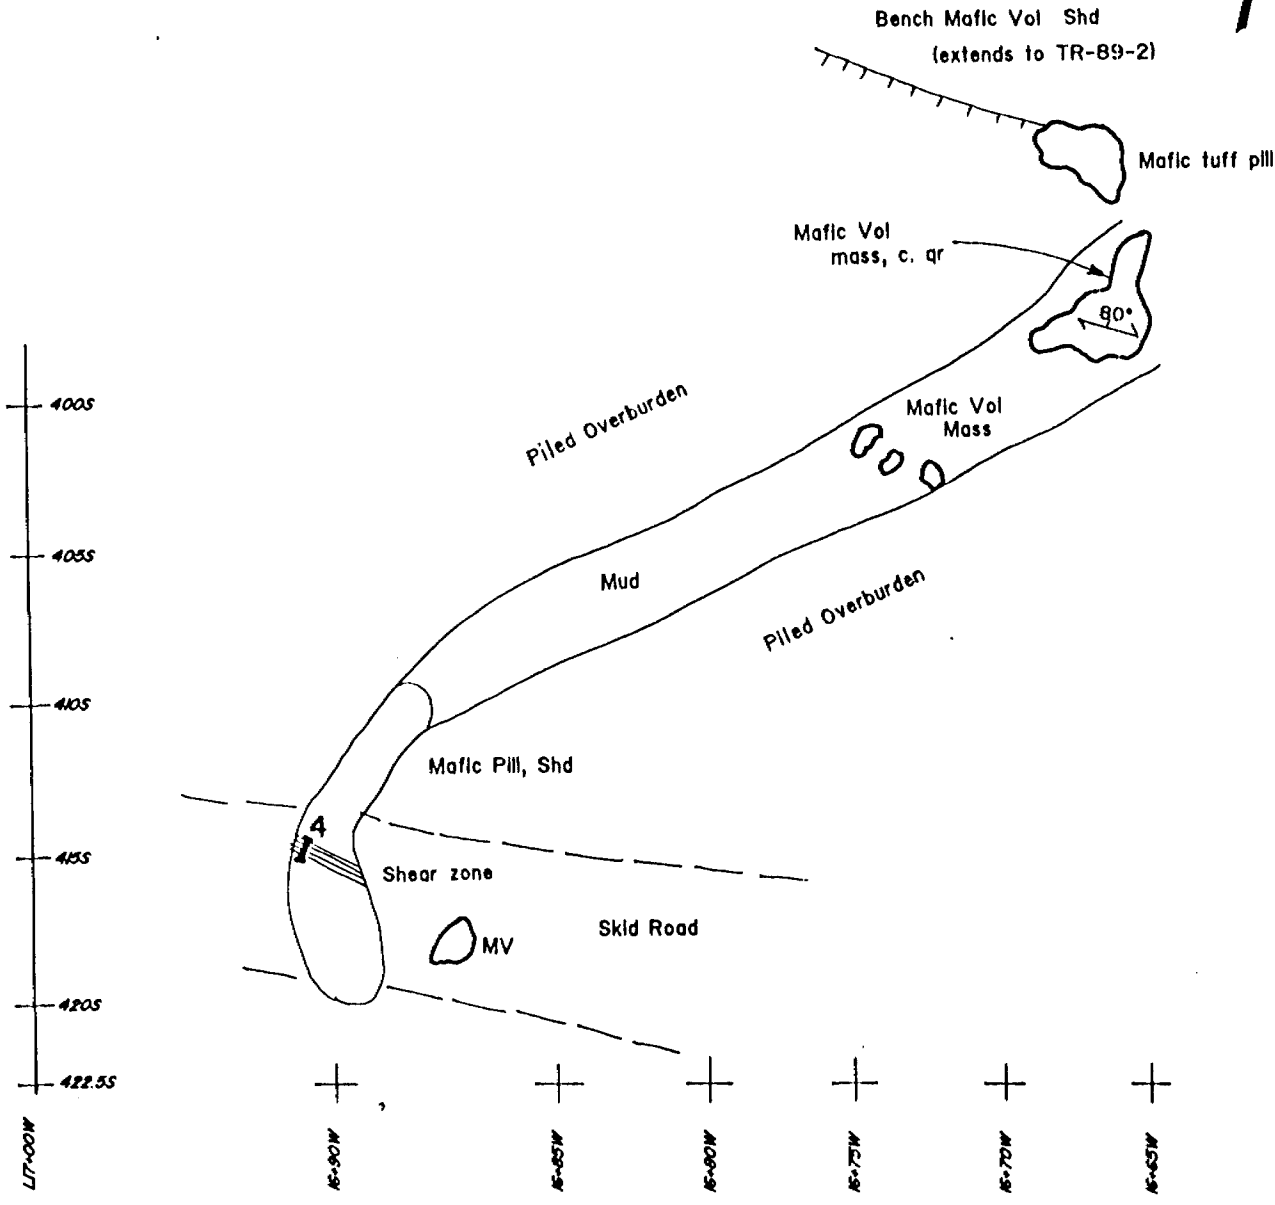 Bench Mafic Vol Shd
(extends to TR-89-2)
Mafic tuff pill
Mafic Vol
mass, c. gr
80°
400S
Piled Overburden
Mafic Vol
Mass
405S
Mud
Piled Overburden
410S
Mafic Pill, Shd
4
415S
Shear zone
Skid Road
MV
420S
422.5S
L17+00W
16+90W
16+85W
16+80W
16+75W
16+70W
16+65W